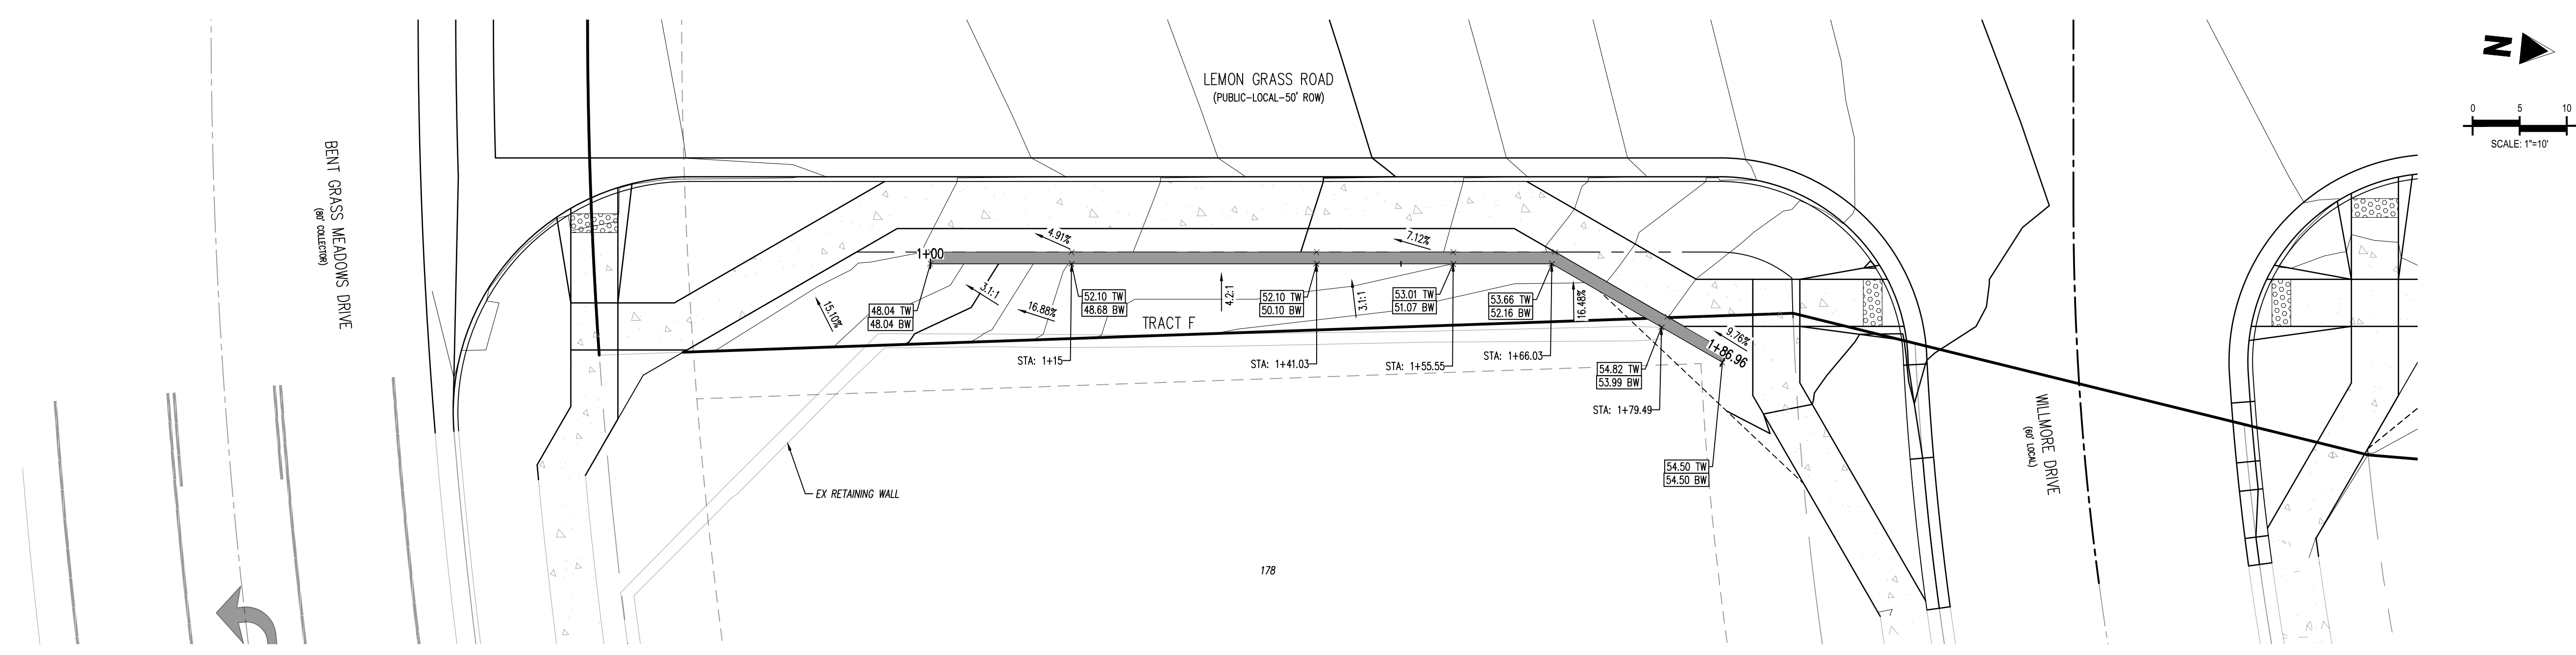 LEMON GRASS ROAD
(PUBLIC-LOCAL-50' ROW)
N
0 5 10
SCALE: 1"=10'
BENT GRASS MEADOWS DRIVE
(80' COLLECTOR)
1+00
4.91%
7.12%
15.10%
3.1:1
16.88%
4.2:1
3.1:1
16.48%
9.76%
1+86.96
48.04 TW
48.04 BW
52.10 TW
48.68 BW
52.10 TW
50.10 BW
53.01 TW
51.07 BW
53.66 TW
52.16 BW
TRACT F
STA: 1+15
STA: 1+41.03
STA: 1+55.55
STA: 1+66.03
54.82 TW
53.99 BW
STA: 1+79.49
54.50 TW
54.50 BW
EX RETAINING WALL
178
WILLMORE DRIVE
(60' LOCAL)